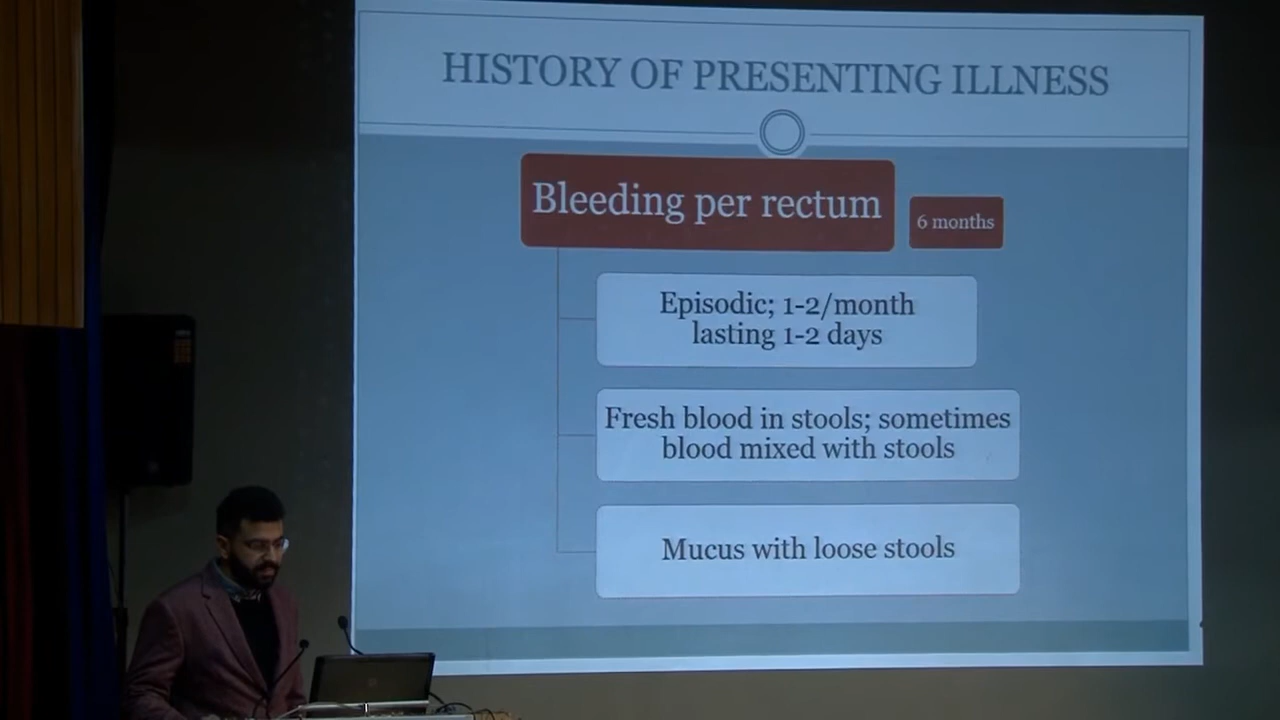 HISTORY OF PRESENTING ILLNESS
Bleeding per rectum
6 months
Episodic; 1-2/month
lasting 1-2 days
Fresh blood in stools; sometimes
blood mixed with stools
Mucus with loose stools